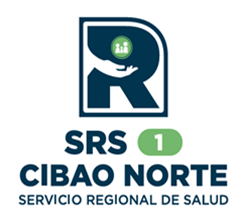 R
SRS 1
CIBAO NORTE
SERVICIO REGIONAL DE SALUD